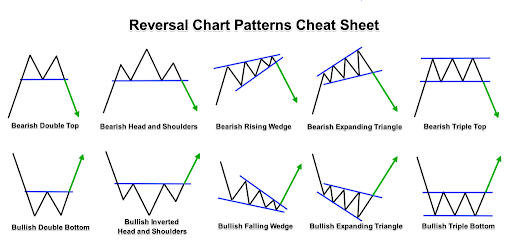 Reversal Chart Patterns Cheat Sheet
Bearish Double Top
Bearish Head and Shoulders
Bearish Rising Wedge
Bearish Expanding Triangle
Bearish Triple Top
Bullish Double Bottom
Bullish Inverted
Head and Shoulders
Bullish Falling Wedge
Bullish Expanding Triangle
Bullish Triple Bottom